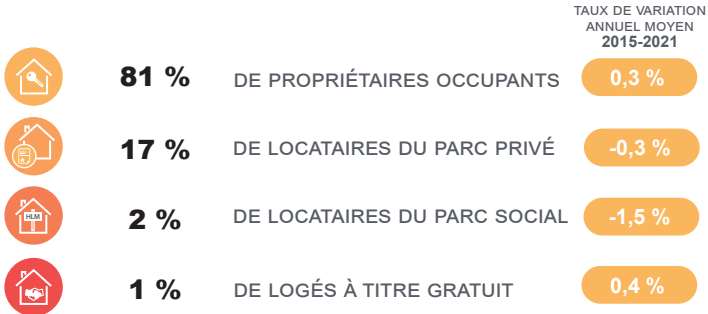 TAUX DE VARIATION
ANNUEL MOYEN
2015-2021
81 % DE PROPRIÉTAIRES OCCUPANTS 0,3 %
17 % DE LOCATAIRES DU PARC PRIVÉ -0,3 %
HLM
2 % DE LOCATAIRES DU PARC SOCIAL -1,5 %
1 % DE LOGÉS À TITRE GRATUIT 0,4 %